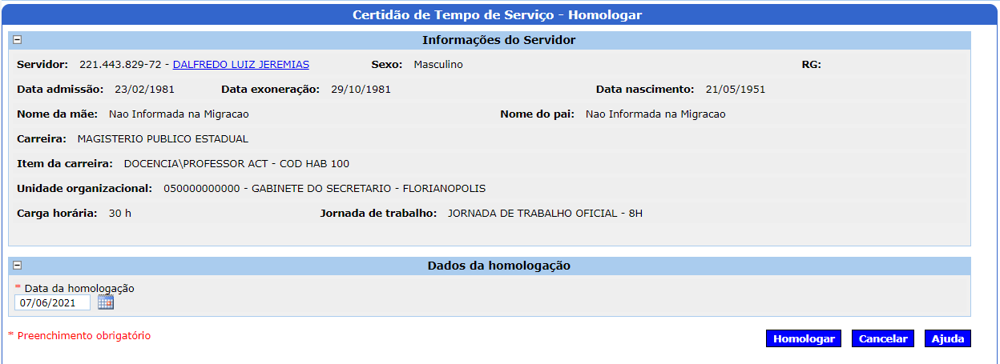 Certidão de Tempo de Serviço - Homologar
Informações do Servidor
Servidor: 221.443.829-72 - DALFREDO LUIZ JEREMIAS Sexo: Masculino RG:
Data admissão: 23/02/1981 Data exoneração: 29/10/1981 Data nascimento: 21/05/1951
Nome da mãe: Nao Informada na Migracao Nome do pai: Nao Informada na Migracao
Carreira: MAGISTERIO PUBLICO ESTADUAL
Item da carreira: DOCENCIA\PROFESSOR ACT - COD HAB 100
Unidade organizacional: 050000000000 - GABINETE DO SECRETARIO - FLORIANOPOLIS
Carga horária: 30 h Jornada de trabalho: JORNADA DE TRABALHO OFICIAL - 8H
Dados da homologação
* Data da homologação
07/06/2021
* Preenchimento obrigatório Homologar Cancelar Ajuda